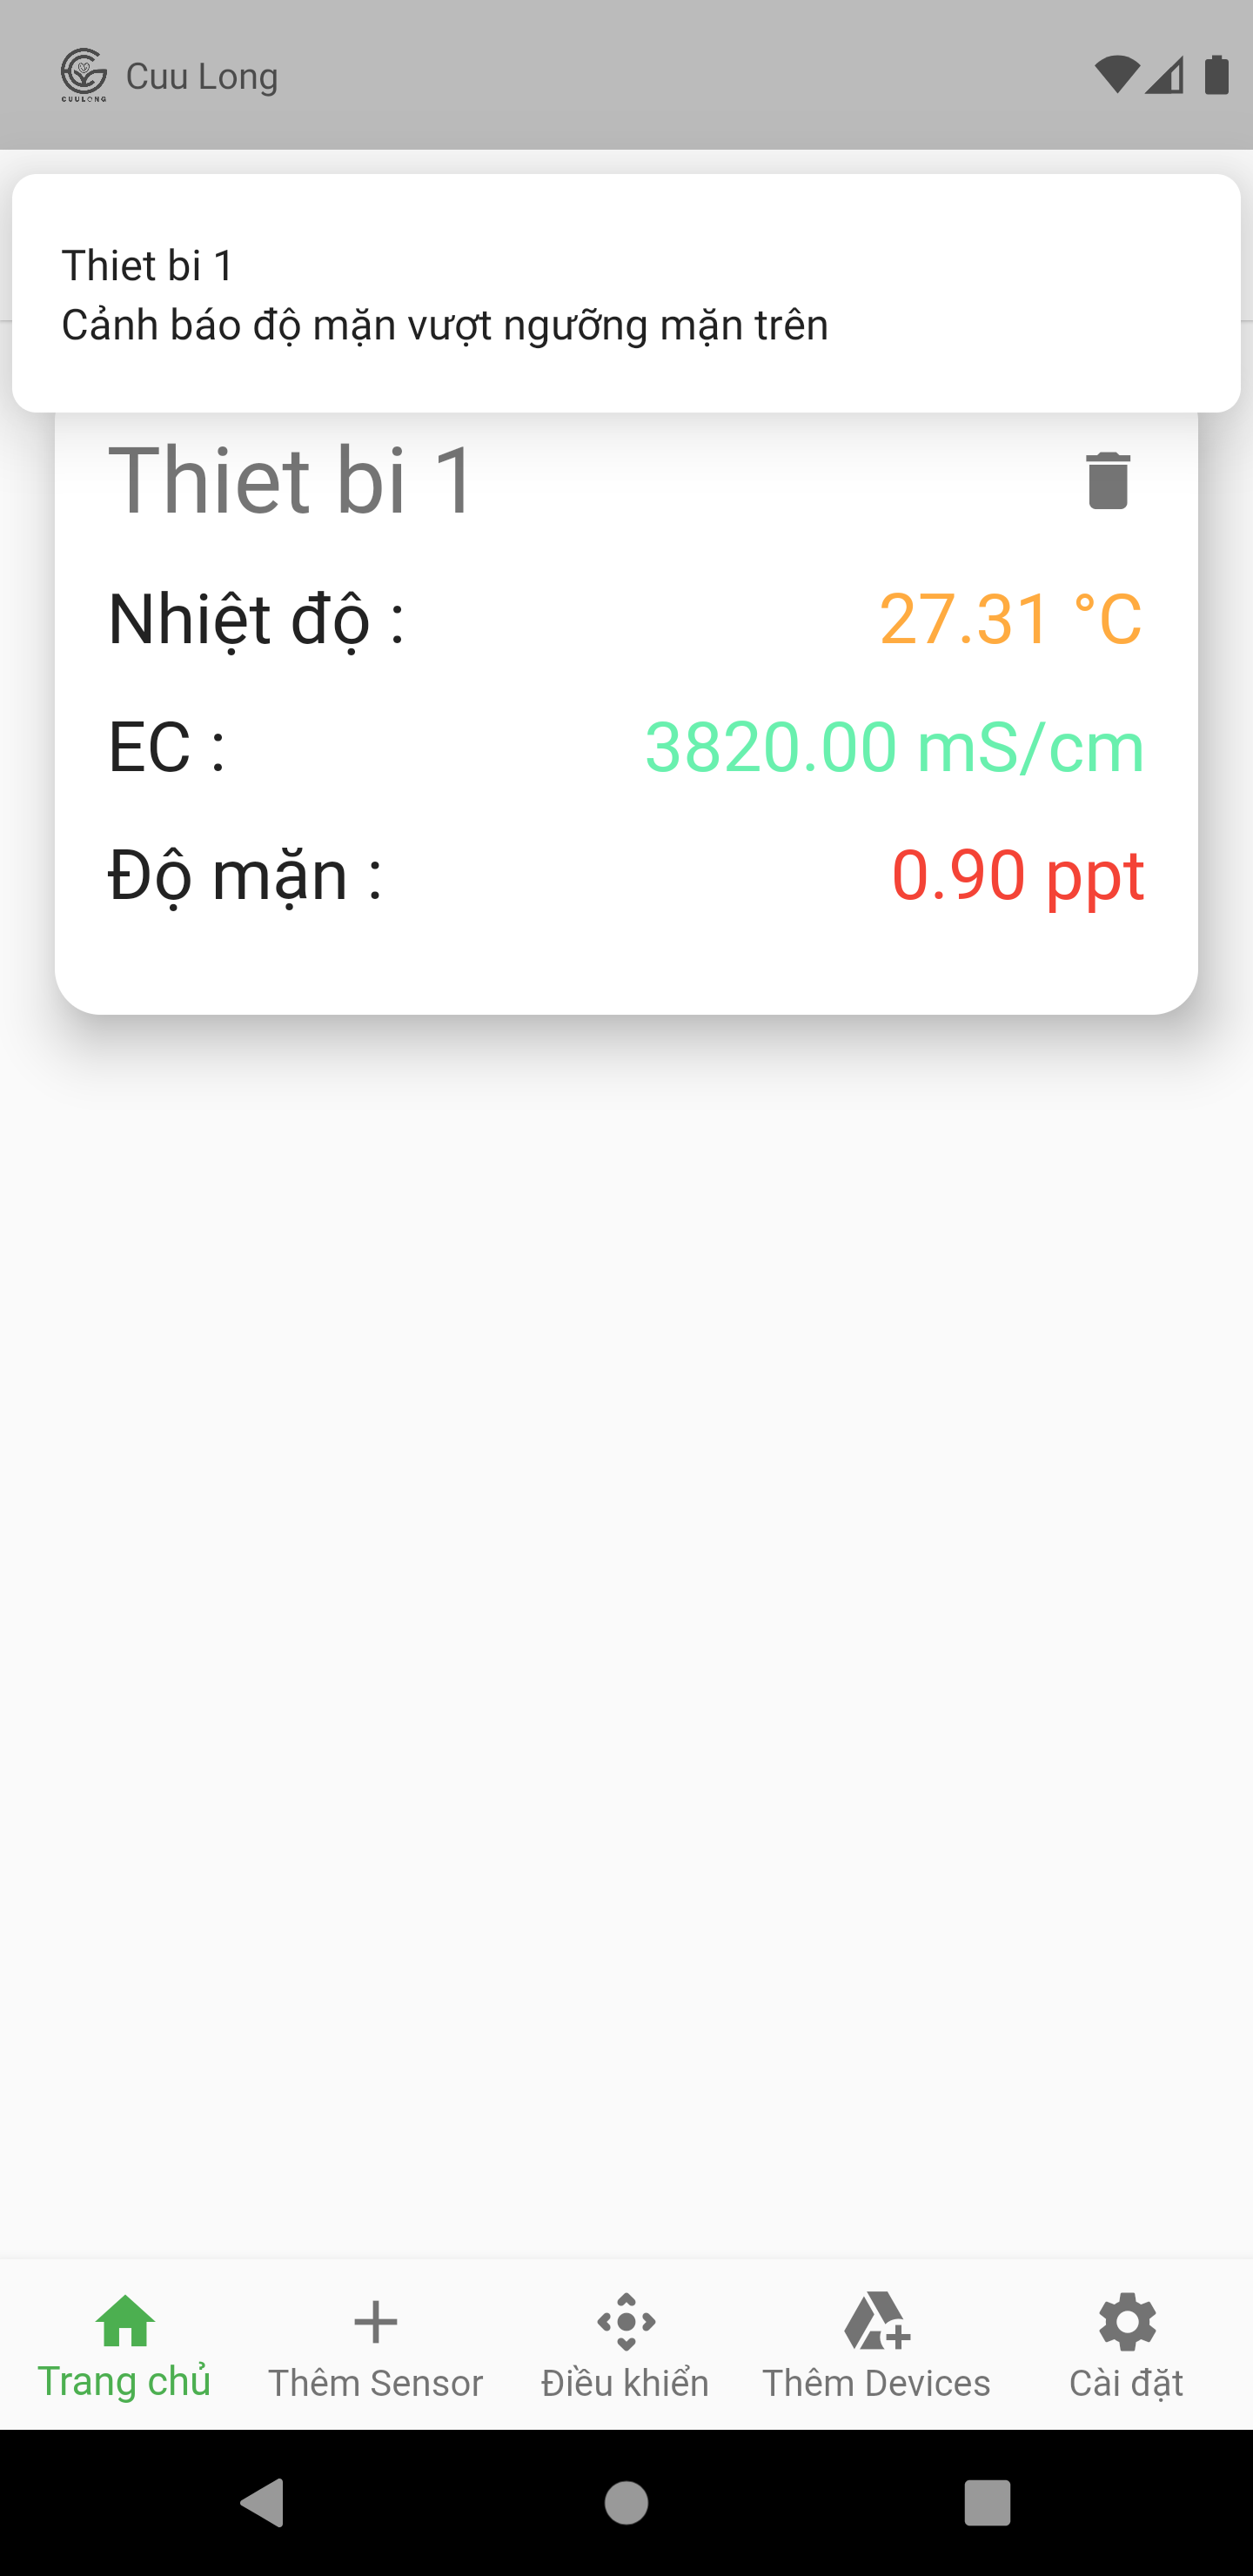 CUULONG
Cuu Long
Thiet bi 1
Cảnh báo độ mặn vượt ngưỡng mặn trên
Thiet bi 1
Nhiệt độ : 27.31 °C
EC : 3820.00 mS/cm
Độ mặn : 0.90 ppt
Trang chủ Thêm Sensor Điều khiển Thêm Devices Cài đặt